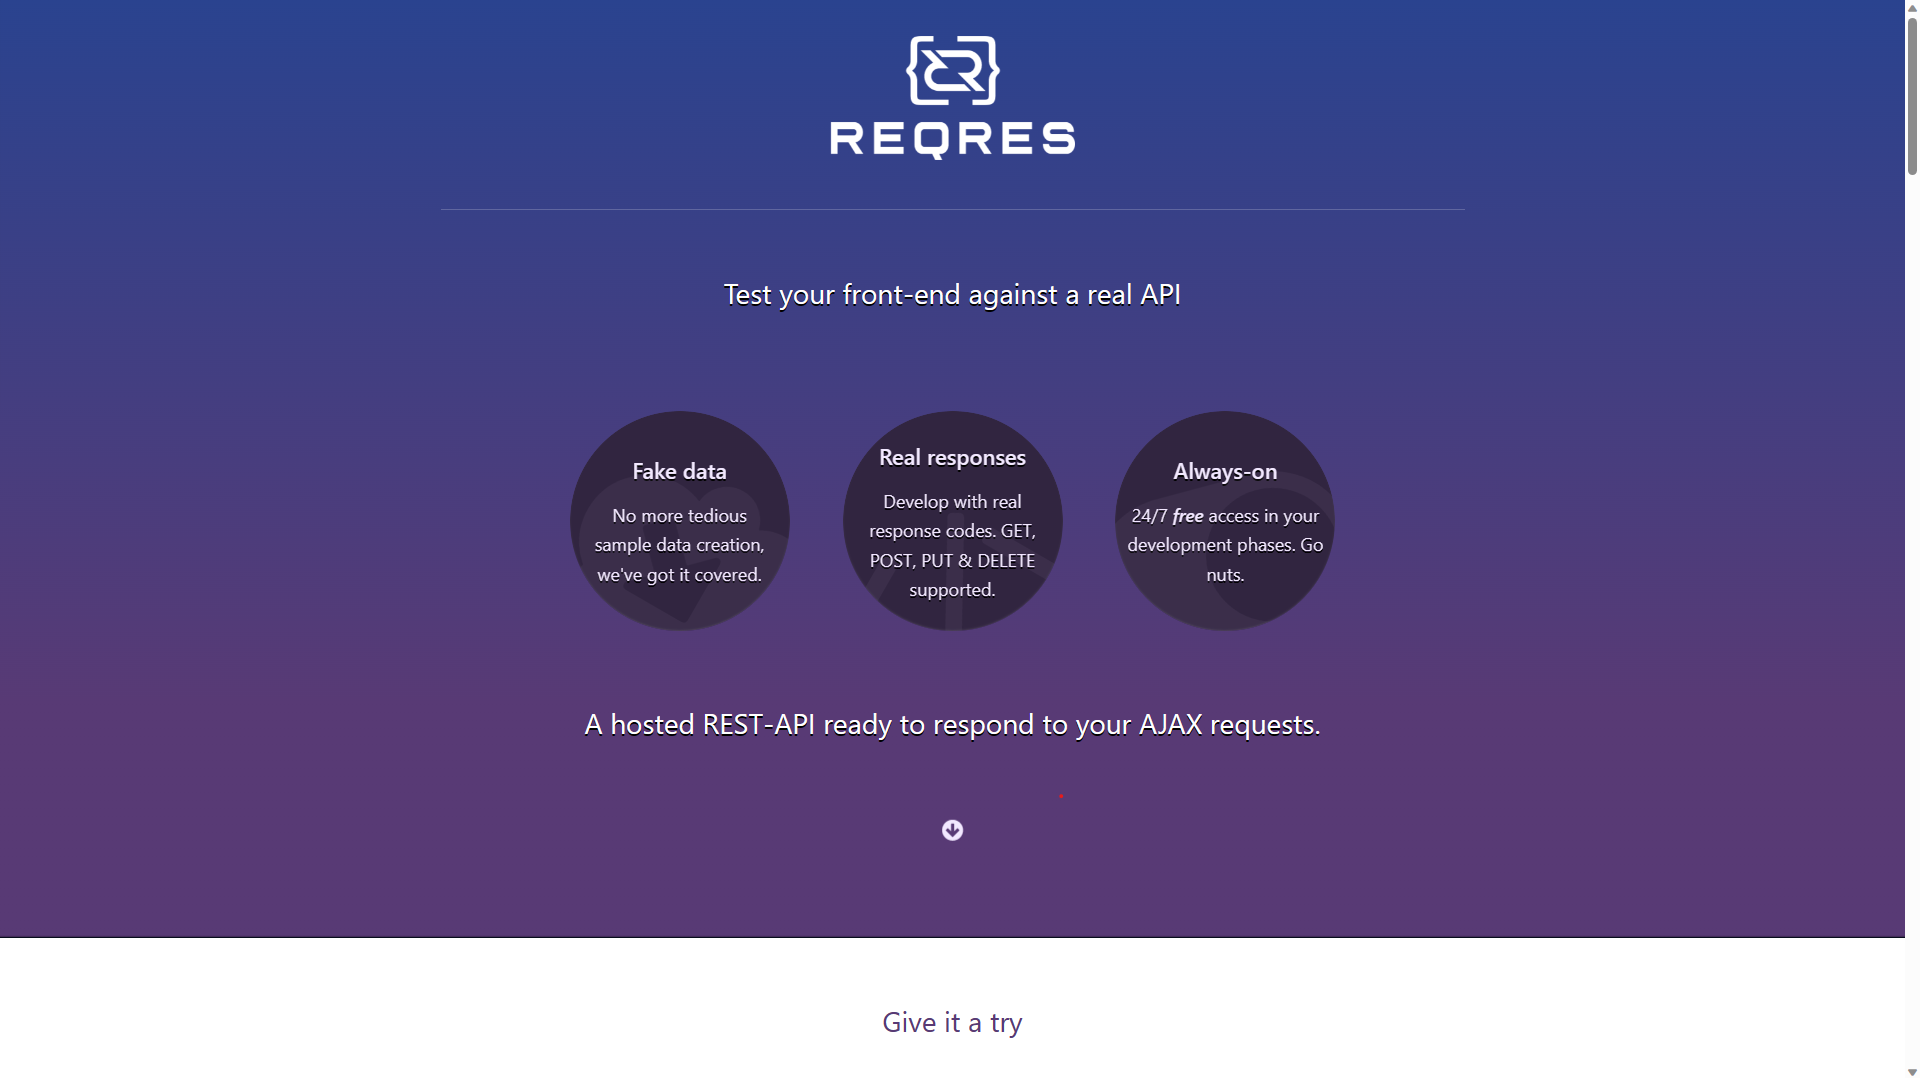 REQRES
Test your front-end against a real API
Fake data
No more tedious
sample data creation,
we've got it covered.
Real responses
Develop with real
response codes. GET,
POST, PUT & DELETE
supported.
Always-on
24/7 free access in your
development phases. Go
nuts.
A hosted REST-API ready to respond to your AJAX requests.
Give it a try